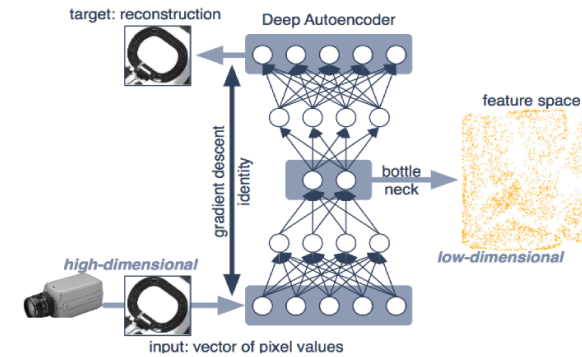 target: reconstruction
Deep Autoencoder
feature space
gradient descent
identity
bottle
neck
high-dimensional
low-dimensional
input: vector of pixel values